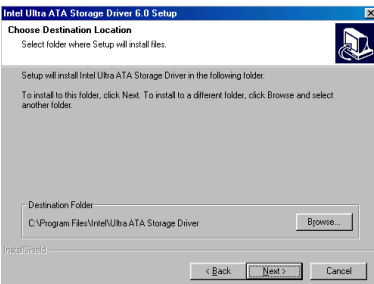 Intel Ultra ATA Storage Driver 6.0 Setup
Choose Destination Location
Select folder where Setup will install files.
Setup will install Intel Ultra ATA Storage Driver in the following folder.
To install to this folder, click Next. To install to a different folder, click Browse and select
another folder.
Destination Folder
C:\Program Files\Intel\Ultra ATA Storage Driver
Browse...
InstallShield
< Back
Next >
Cancel